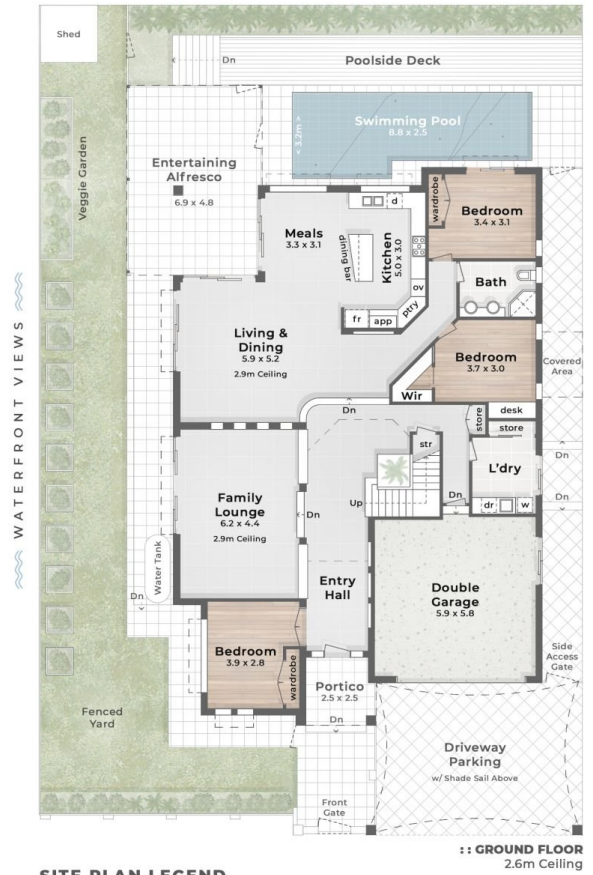 Shed
Dn
Poolside Deck
Swimming Pool
8.8 x 2.5
< 3.2m >
Entertaining
Alfresco
6.9 x 4.8
Veggie Garden
wardrobe
Bedroom
3.4 x 3.1
d
Meals
3.3 x 3.1
dining bar
Kitchen
5.0 x 3.0
ov
ptry
fr
app
Bath
Living &
Dining
5.9 x 5.2
2.9m Ceiling
Bedroom
3.7 x 3.0
Covered
Area
Wir
WATERFRONT VIEWS
Dn
store
desk
store
str
L'dry
Dn
Dn
Dn
Up
dr
w
Family
Lounge
6.2 x 4.4
2.9m Ceiling
Dn
Water Tank
Dn
Entry
Hall
Double
Garage
5.9 x 5.8
Bedroom
3.9 x 2.8
wardrobe
Portico
2.5 x 2.5
Dn
Side
Access
Gate
Fenced
Yard
Driveway
Parking
w/ Shade Sail Above
Front
Gate
:: GROUND FLOOR
2.6m Ceiling
SITE PLAN LEGEND